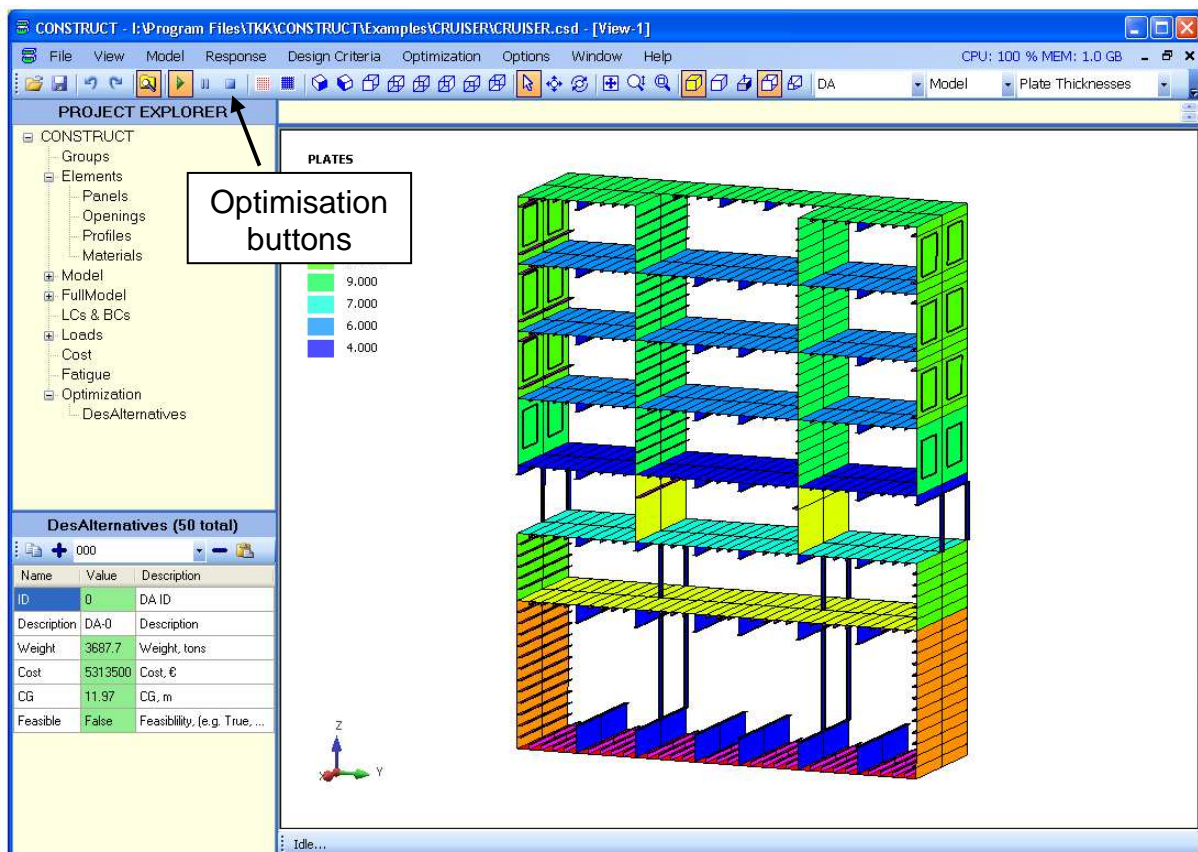 CONSTRUCT - I:\Program Files\TKK\CONSTRUCT\Examples\CRUISER\CRUISER.csd - [View-1]
File View Model Response Design Criteria Optimization Options Window Help CPU: 100 % MEM: 1.0 GB
DA Model Plate Thicknesses
PROJECT EXPLORER
CONSTRUCT
Groups
Elements
Panels
Openings
Profiles
Materials
Model
FullModel
LCs & BCs
Loads
Cost
Fatigue
Optimization
DesAlternatives
PLATES
Optimisation
buttons
9.000
7.000
6.000
4.000
Z
X Y
DesAlternatives (50 total)
000
Name Value Description
ID 0 DA ID
Description DA-0 Description
Weight 3687.7 Weight, tons
Cost 5313500 Cost, €
CG 11.97 CG, m
Feasible False Feasiblility, (e.g. True, ...
Idle...